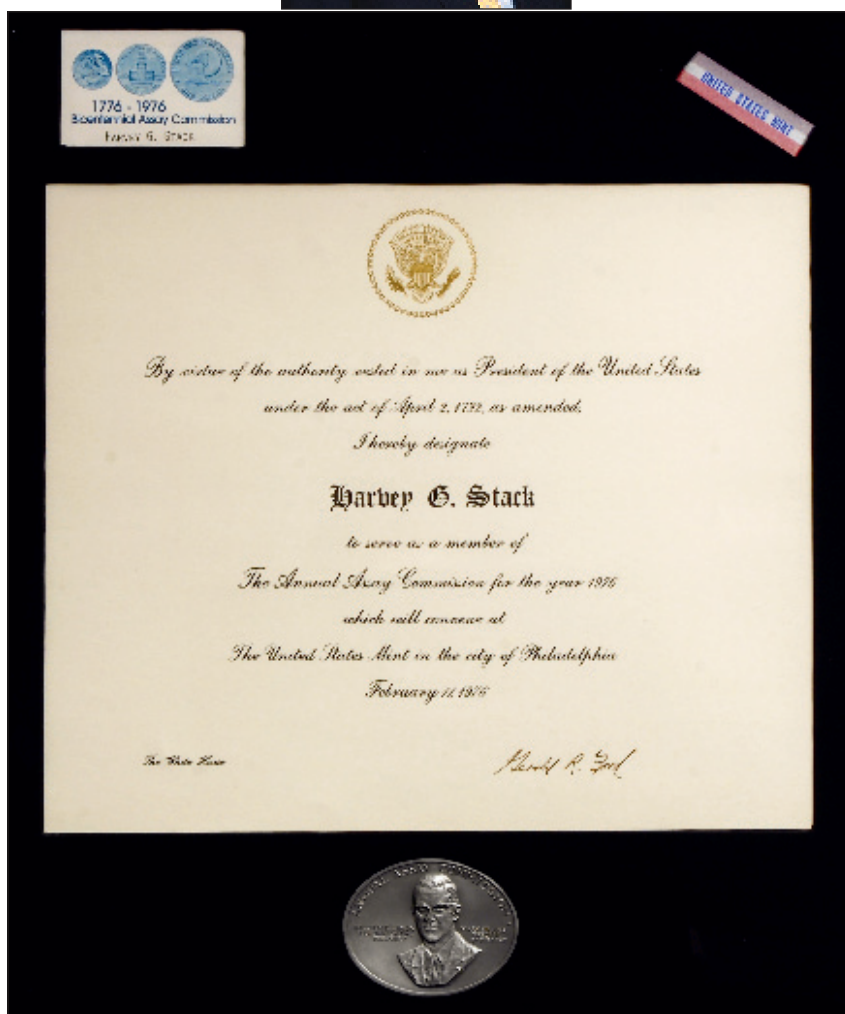 1776 - 1976
Bicentennial Assay Commission
HARVEY G. STACK
UNITED STATES MINT
By virtue of the authority vested in me as President of the United States
under the act of April 2, 1792, as amended,
I hereby designate
Harvey G. Stack
to serve as a member of
The Annual Assay Commission for the year 1976
which will convene at
The United States Mint in the city of Philadelphia
February 11, 1976
The White House
Gerald R. Ford
ANNUAL ASSAY